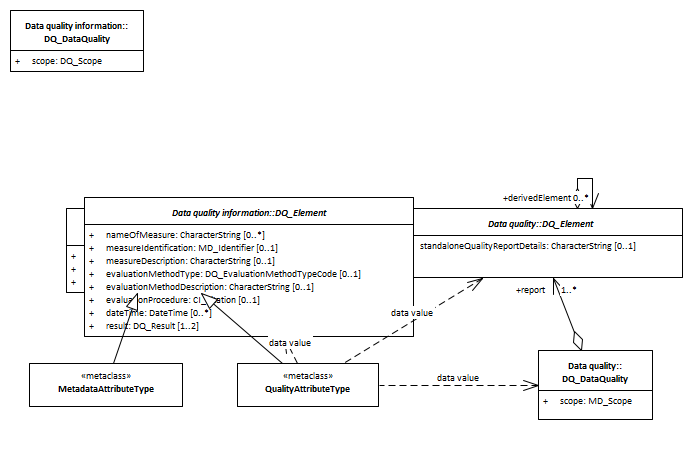 Data quality information::
DQ_DataQuality
+ scope: DQ_Scope
+derivedElement 0..*
Data quality information::DQ_Element
+ nameOfMeasure: CharacterString [0..*]
+ measureIdentification: MD_Identifier [0..1]
+ measureDescription: CharacterString [0..1]
+ evaluationMethodType: DQ_EvaluationMethodTypeCode [0..1]
+ evaluationMethodDescription: CharacterString [0..1]
+ evaluationProcedure: CI_Citation [0..1]
+ dateTime: DateTime [0..*]
+ result: DQ_Result [1..2]
+
+
+
Data quality::DQ_Element
standaloneQualityReportDetails: CharacterString [0..1]
+report 1..*
data value
data value
«metaclass»
MetadataAttributeType
«metaclass»
QualityAttributeType
data value
Data quality::
DQ_DataQuality
+ scope: MD_Scope